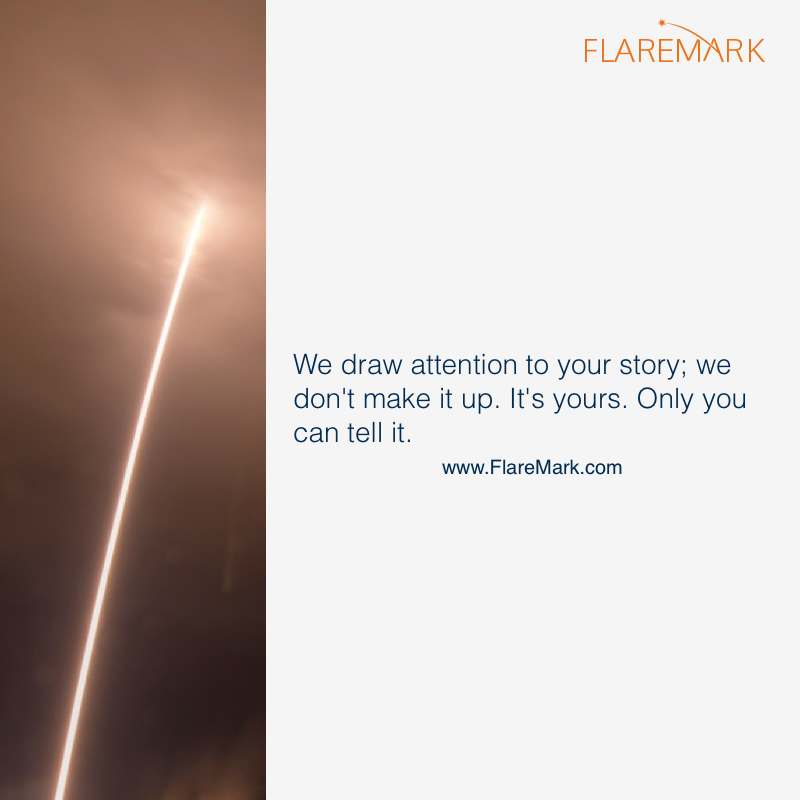 FLAREMARK
We draw attention to your story; we
don't make it up. It's yours. Only you
can tell it.
www.FlareMark.com